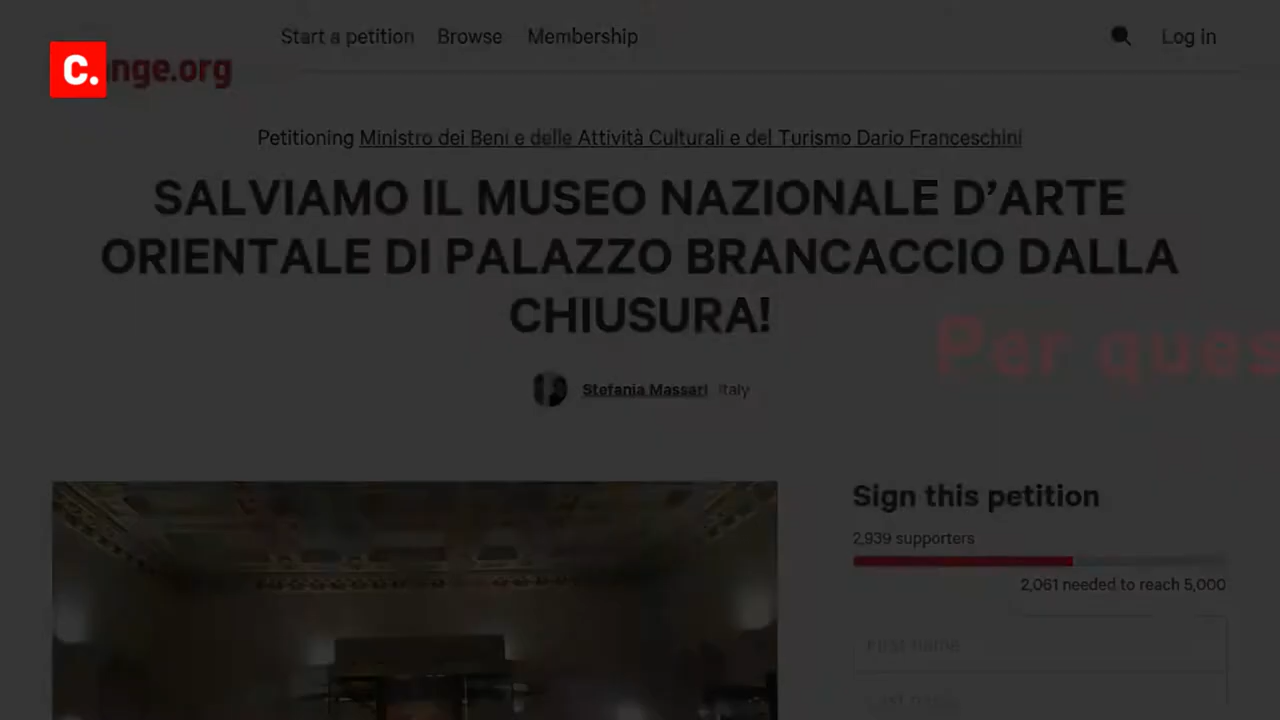 Start a petition Browse Membership Log in
C.nge.org
Petitioning Ministro dei Beni e delle Attività Culturali e del Turismo Dario Franceschini
SALVIAMO IL MUSEO NAZIONALE D’ARTE
ORIENTALE DI PALAZZO BRANCACCIO DALLA
CHIUSURA!
Per ques
Stefania Massari Italy
Sign this petition
2,939 supporters
2,061 needed to reach 5,000
First name
Last name